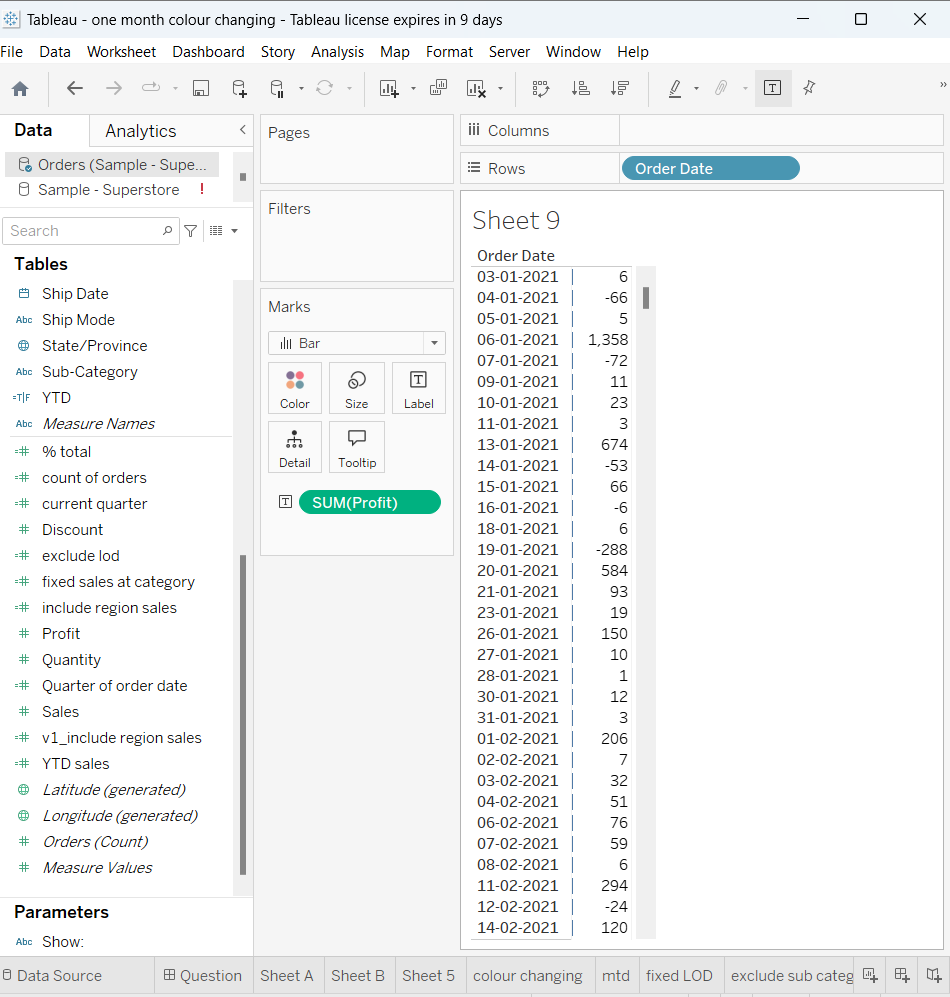 Tableau - one month colour changing - Tableau license expires in 9 days
File Data Worksheet Dashboard Story Analysis Map Format Server Window Help
Data Analytics
Orders (Sample - Supe...
Sample - Superstore !
Search
Tables
Ship Date
Abc Ship Mode
State/Province
Abc Sub-Category
=T|F YTD
Abc Measure Names
=# % total
=# count of orders
=# current quarter
# Discount
=# exclude lod
=# fixed sales at category
=# include region sales
# Profit
# Quantity
=# Quarter of order date
# Sales
=# v1_include region sales
=# YTD sales
Latitude (generated)
Longitude (generated)
# Orders (Count)
# Measure Values
Parameters
Abc Show:
Pages
Filters
Marks
Bar
Color Size T Label
Detail Tooltip
T SUM(Profit)
Columns
Rows Order Date
Sheet 9
Order Date
03-01-2021 6
04-01-2021 -66
05-01-2021 5
06-01-2021 1,358
07-01-2021 -72
09-01-2021 11
10-01-2021 23
11-01-2021 3
13-01-2021 674
14-01-2021 -53
15-01-2021 66
16-01-2021 -6
18-01-2021 6
19-01-2021 -288
20-01-2021 584
21-01-2021 93
23-01-2021 19
26-01-2021 150
27-01-2021 10
28-01-2021 1
30-01-2021 12
31-01-2021 3
01-02-2021 206
02-02-2021 7
03-02-2021 32
04-02-2021 51
06-02-2021 76
07-02-2021 59
08-02-2021 6
11-02-2021 294
12-02-2021 -24
14-02-2021 120
Data Source Question Sheet A Sheet B Sheet 5 colour changing mtd fixed LOD exclude sub categ